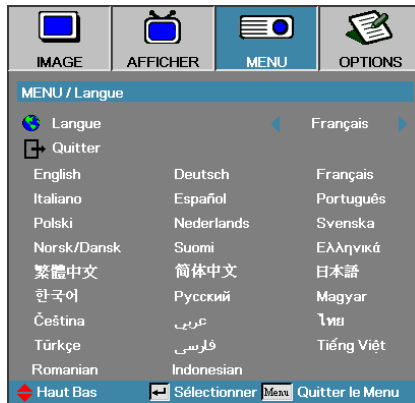 IMAGE AFFICHER MENU OPTIONS
MENU / Langue
Langue Français
Quitter
English Deutsch Français
Italiano Español Português
Polski Nederlands Svenska
Norsk/Dansk Suomi Ελληνικά
繁體中文 简体中文 日本語
한국어 Русский Magyar
Čeština عربي ไทย
Türkçe فارسی Tiếng Việt
Romanian Indonesian
Haut Bas Sélectionner Menu Quitter le Menu